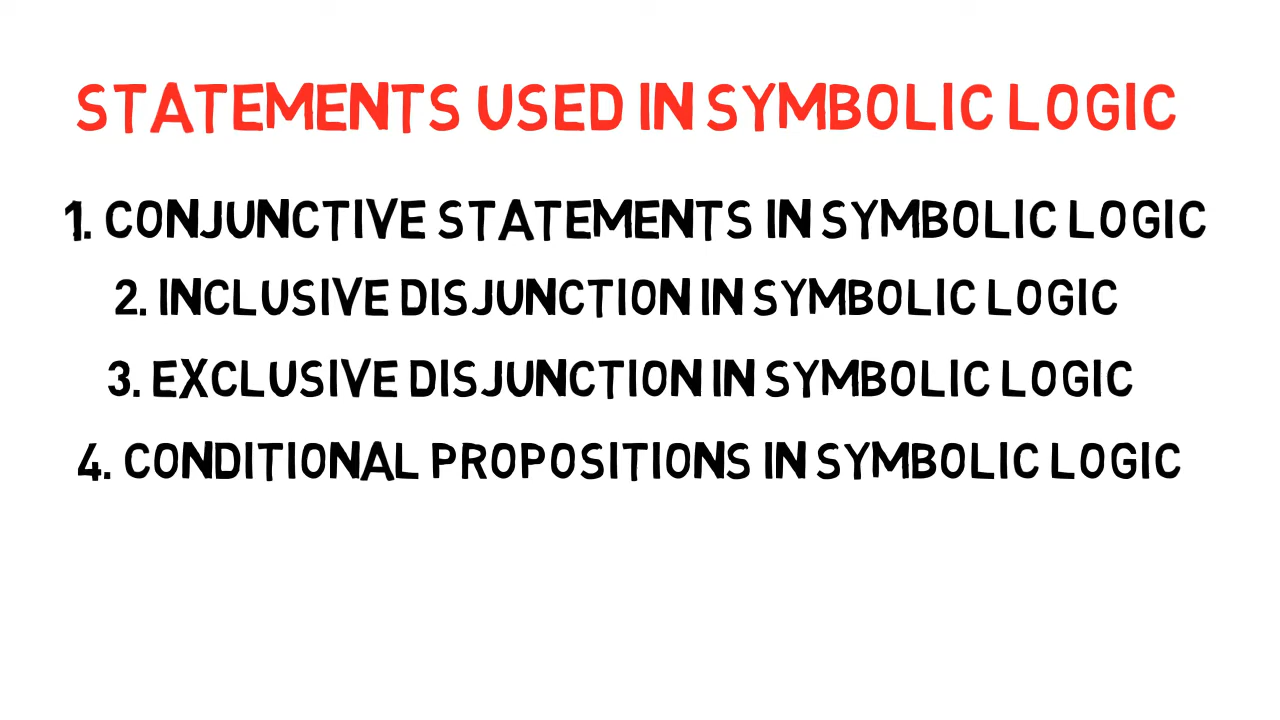 STATEMENTS USED IN SYMBOLIC LOGIC
1. CONJUNCTIVE STATEMENTS IN SYMBOLIC LOGIC
2. INCLUSIVE DISJUNCTION IN SYMBOLIC LOGIC
3. EXCLUSIVE DISJUNCTION IN SYMBOLIC LOGIC
4. CONDITIONAL PROPOSITIONS IN SYMBOLIC LOGIC